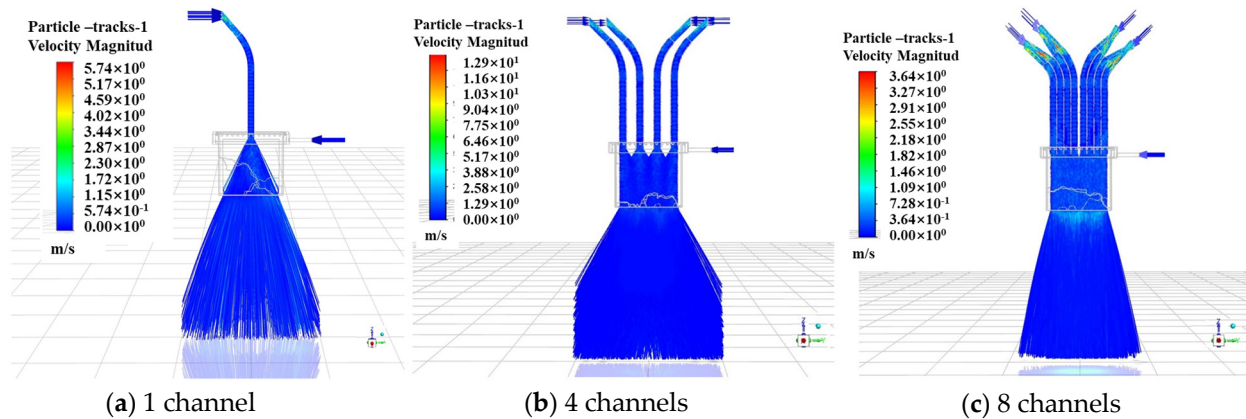 Particle –tracks-1
Velocity Magnitud
5.74×10⁰
5.17×10⁰
4.59×10⁰
4.02×10⁰
3.44×10⁰
2.87×10⁰
2.30×10⁰
1.72×10⁰
1.15×10⁰
5.74×10⁻¹
0.00×10⁰
m/s
(a) 1 channel
Particle –tracks-1
Velocity Magnitud
1.29×10¹
1.16×10¹
1.03×10¹
9.04×10⁰
7.75×10⁰
6.46×10⁰
5.17×10⁰
3.88×10⁰
2.58×10⁰
1.29×10⁰
0.00×10⁰
m/s
(b) 4 channels
Particle –tracks-1
Velocity Magnitud
3.64×10⁰
3.27×10⁰
2.91×10⁰
2.55×10⁰
2.18×10⁰
1.82×10⁰
1.46×10⁰
1.09×10⁰
7.28×10⁻¹
3.64×10⁻¹
0.00×10⁰
m/s
(c) 8 channels